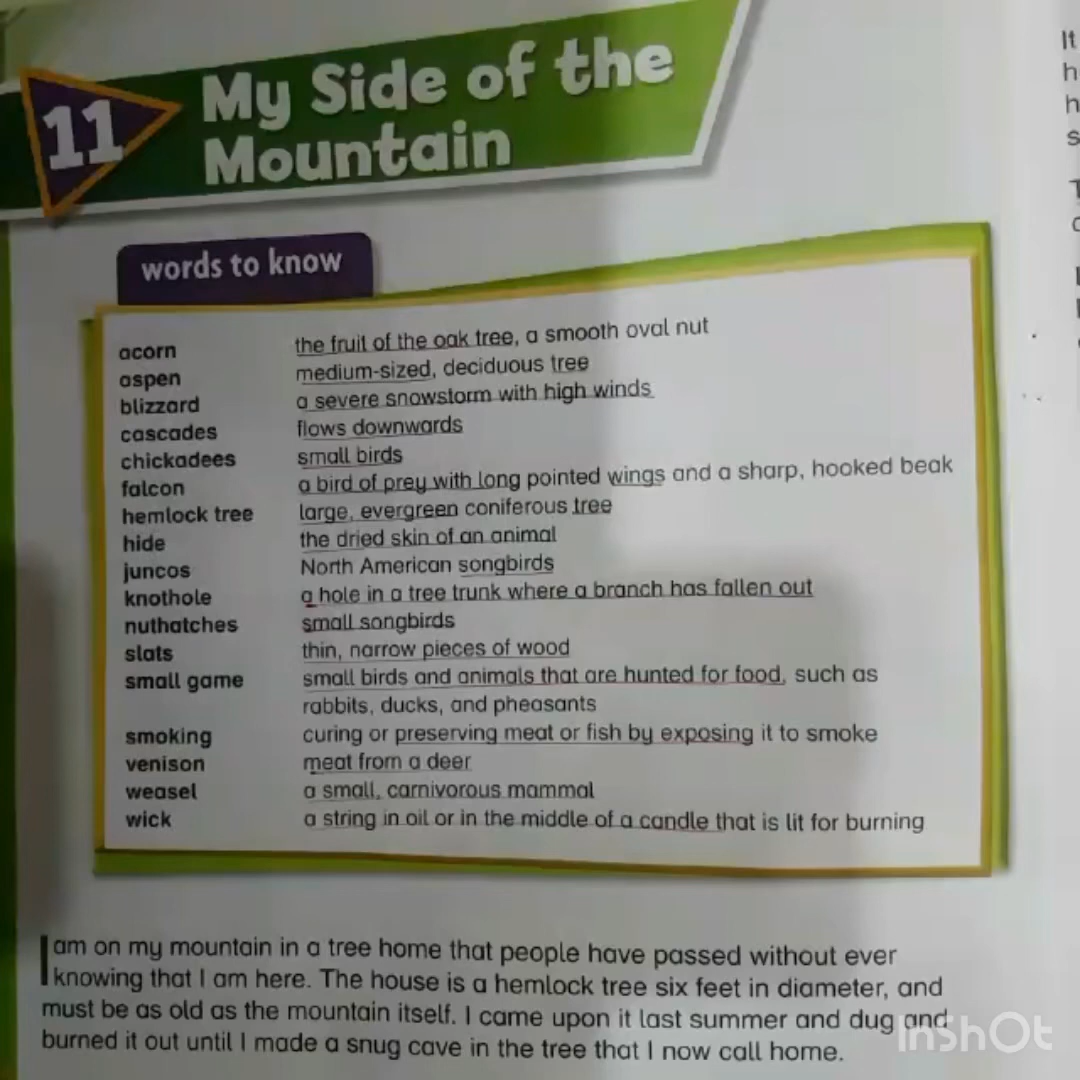 11
My Side of the
Mountain
words to know
acorn the fruit of the oak tree, a smooth oval nut
aspen medium-sized, deciduous tree
blizzard a severe snowstorm with high winds
cascades flows downwards
chickadees small birds
falcon a bird of prey with long pointed wings and a sharp, hooked beak
hemlock tree large, evergreen coniferous tree
hide the dried skin of an animal
juncos North American songbirds
knothole a hole in a tree trunk where a branch has fallen out
nuthatches small songbirds
slats thin, narrow pieces of wood
small game small birds and animals that are hunted for food, such as
rabbits, ducks, and pheasants
smoking curing or preserving meat or fish by exposing it to smoke
venison meat from a deer
weasel a small, carnivorous mammal
wick a string in oil or in the middle of a candle that is lit for burning
I am on my mountain in a tree home that people have passed without ever
knowing that I am here. The house is a hemlock tree six feet in diameter, and
must be as old as the mountain itself. I came upon it last summer and dug and
burned it out until I made a snug cave in the tree that I now call home.
InShOt
It